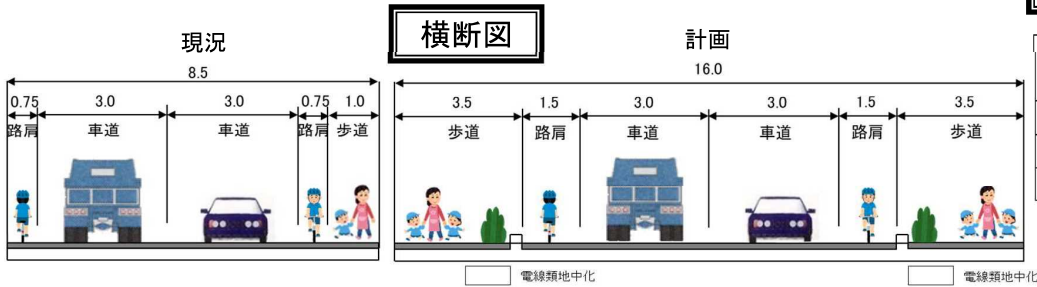 横断図
現況
8.5
0.75 3.0 3.0 0.75 1.0
路肩 車道 車道 路肩 歩道
計画
16.0
3.5 1.5 3.0 3.0 1.5 3.5
歩道 路肩 車道 車道 路肩 歩道
電線類地中化
電線類地中化